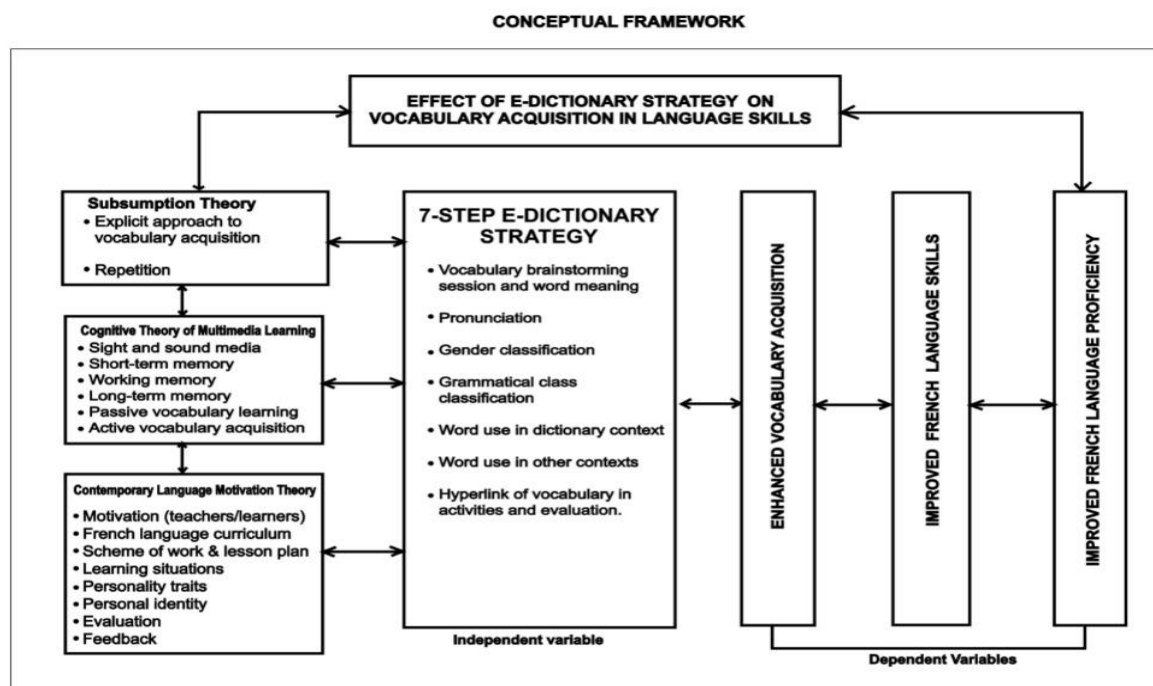 CONCEPTUAL FRAMEWORK
EFFECT OF E-DICTIONARY STRATEGY ON
VOCABULARY ACQUISITION IN LANGUAGE SKILLS
Subsumption Theory
• Explicit approach to
vocabulary acquisition
• Repetition
Cognitive Theory of Multimedia Learning
• Sight and sound media
• Short-term memory
• Working memory
• Long-term memory
• Passive vocabulary learning
• Active vocabulary acquisition
Contemporary Language Motivation Theory
• Motivation (teachers/learners)
• French language curriculum
• Scheme of work & lesson plan
• Learning situations
• Personality traits
• Personal identity
• Evaluation
• Feedback
7-STEP E-DICTIONARY
STRATEGY
• Vocabulary brainstorming
session and word meaning
• Pronunciation
• Gender classification
• Grammatical class
classification
• Word use in dictionary context
• Word use in other contexts
• Hyperlink of vocabulary in
activities and evaluation.
Independent variable
ENHANCED VOCABULARY ACQUISITION
IMPROVED FRENCH LANGUAGE SKILLS
IMPROVED FRENCH LANGUAGE PROFICIENCY
Dependent Variables